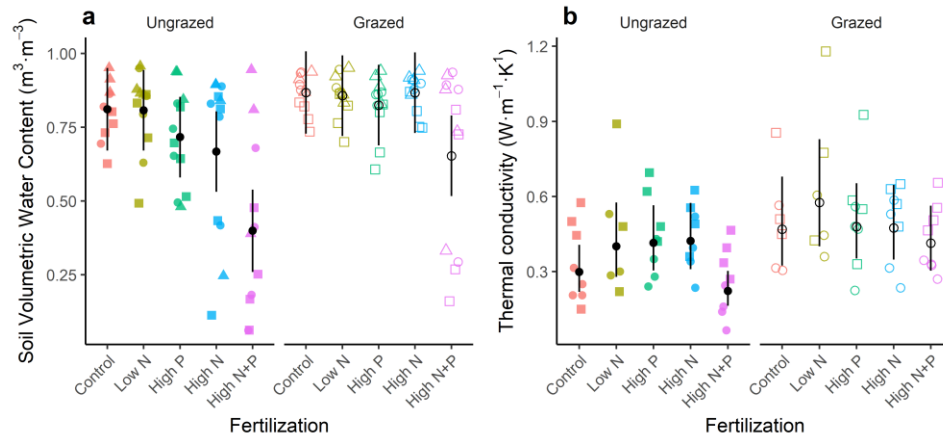 a
Ungrazed
Grazed
Soil Volumetric Water Content (m³·m⁻³)
1.00
0.75
0.50
0.25
Control
Low N
High P
High N
High N+P
Control
Low N
High P
High N
High N+P
Fertilization
b
Ungrazed
Grazed
Thermal conductivity (W·m⁻¹·K¹)
1.2
0.9
0.6
0.3
Control
Low N
High P
High N
High N+P
Control
Low N
High P
High N
High N+P
Fertilization